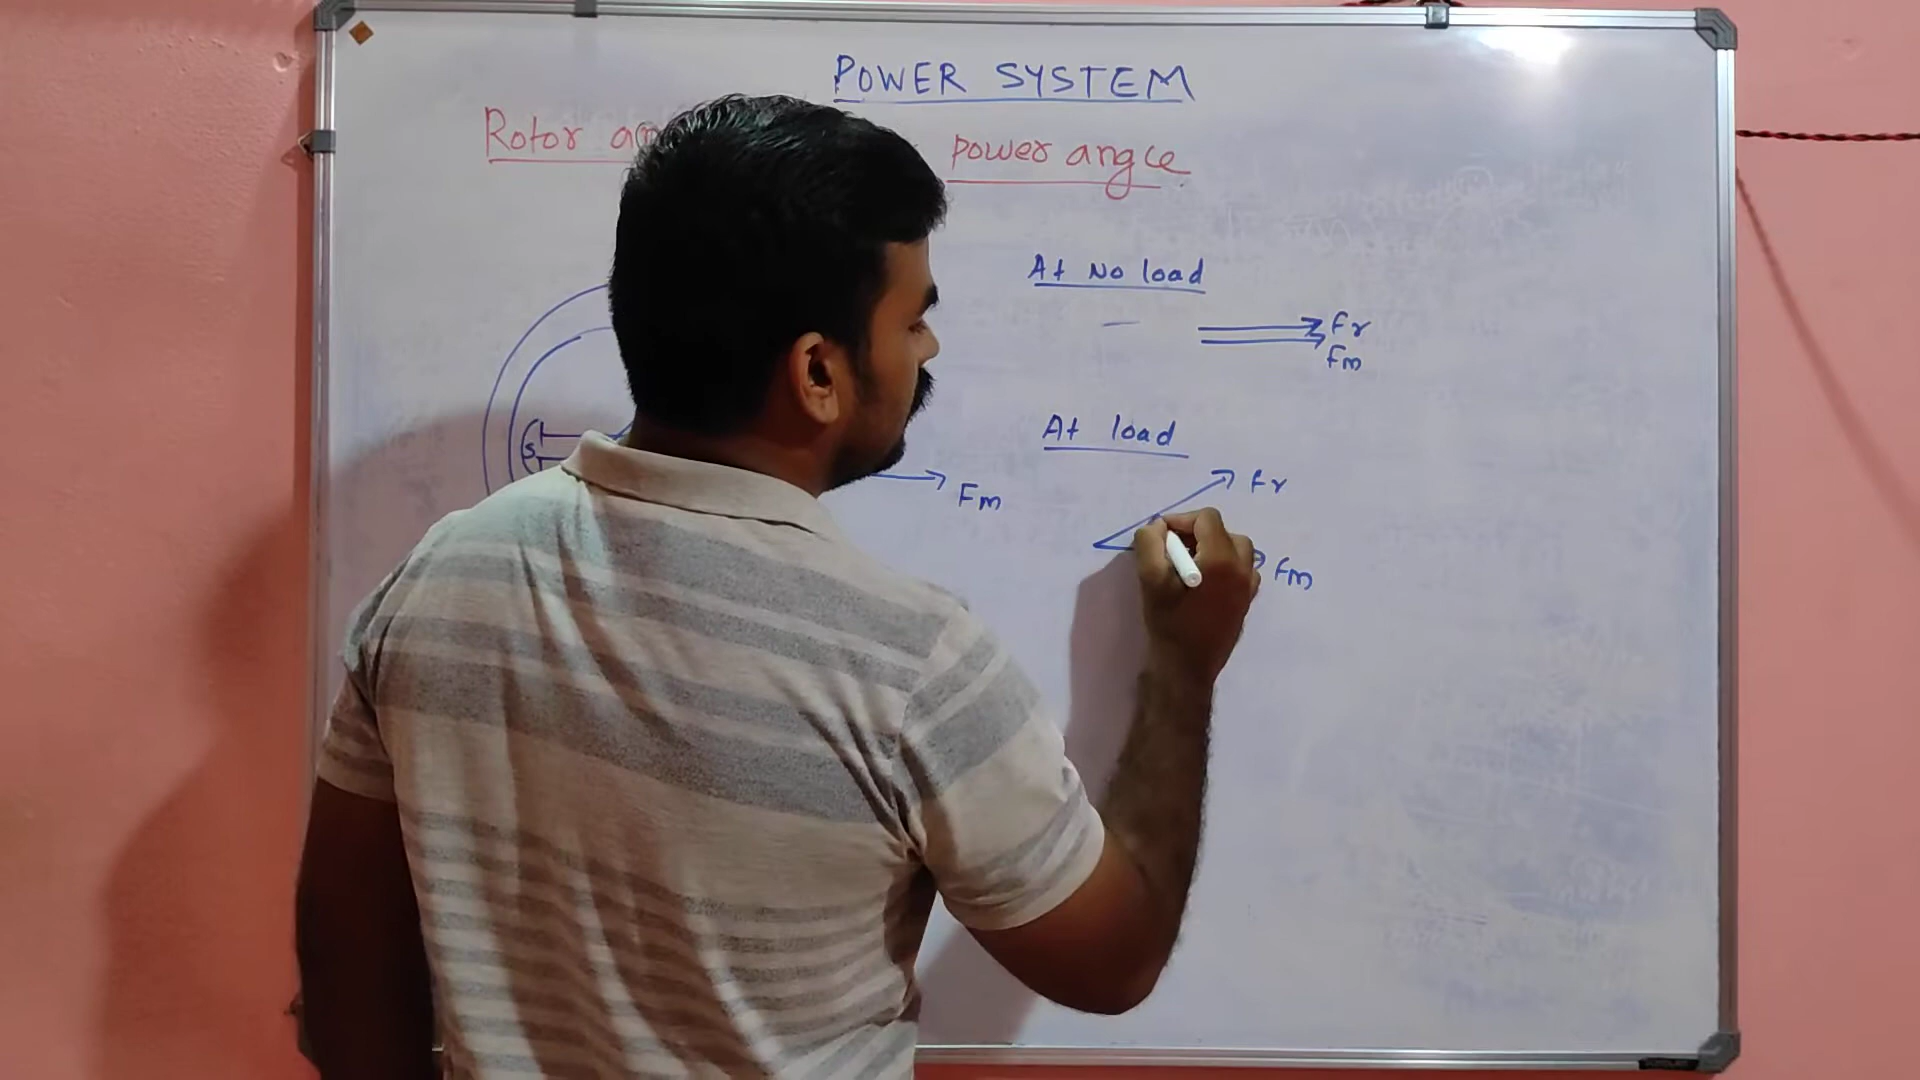 POWER SYSTEM
Rotor
power angle
At No load
Fr
Fm
At load
Fr
S
Fm
Fm